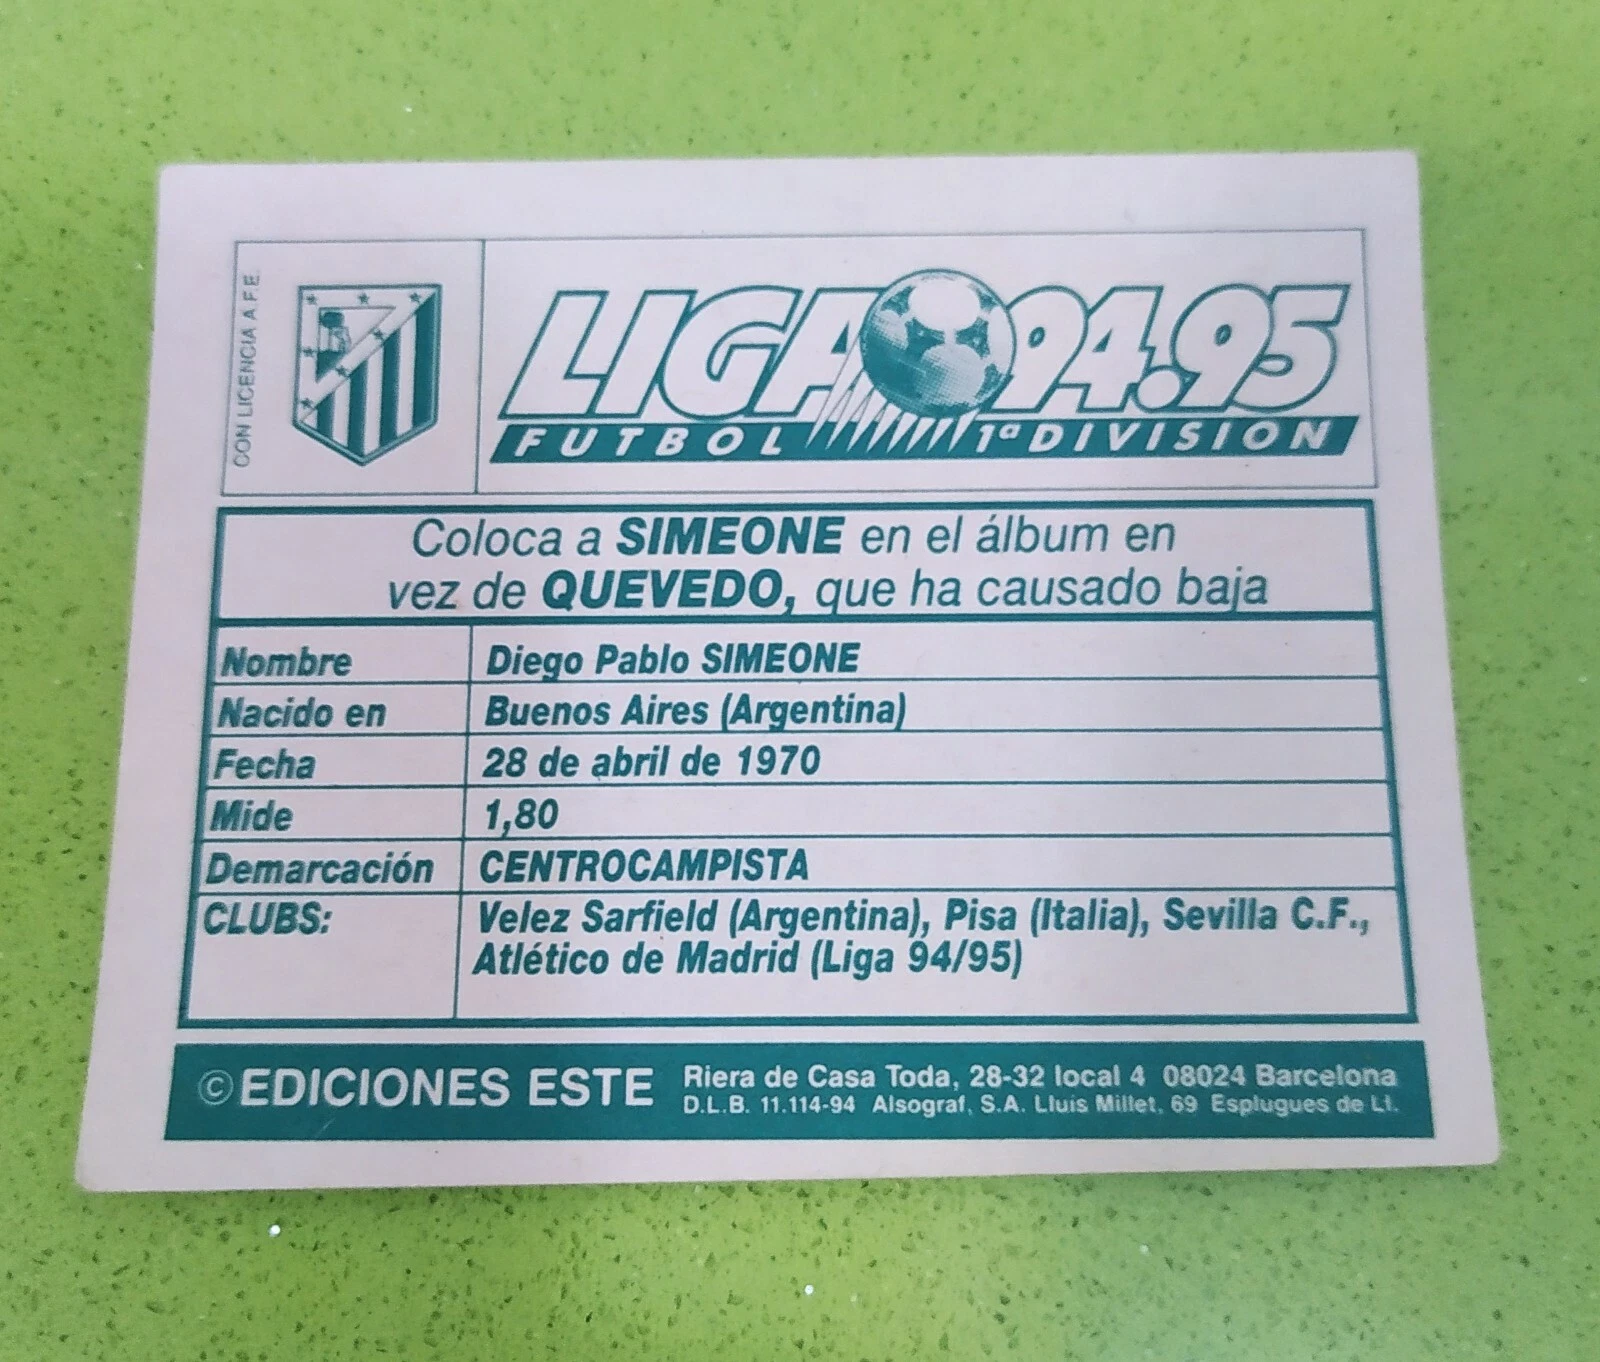 CON LICENCIA A.F.E.
LIGA 94.95
FUTBOL 1ª DIVISION
Coloca a SIMEONE en el álbum en
vez de QUEVEDO, que ha causado baja
Nombre Diego Pablo SIMEONE
Nacido en Buenos Aires (Argentina)
Fecha 28 de abril de 1970
Mide 1,80
Demarcación CENTROCAMPISTA
CLUBS: Velez Sarfield (Argentina), Pisa (Italia), Sevilla C.F.,
Atlético de Madrid (Liga 94/95)
© EDICIONES ESTE Riera de Casa Toda, 28-32 local 4 08024 Barcelona
D.L.B. 11.114-94 Alsograf, S.A. Lluis Millet, 69 Esplugues de Ll.